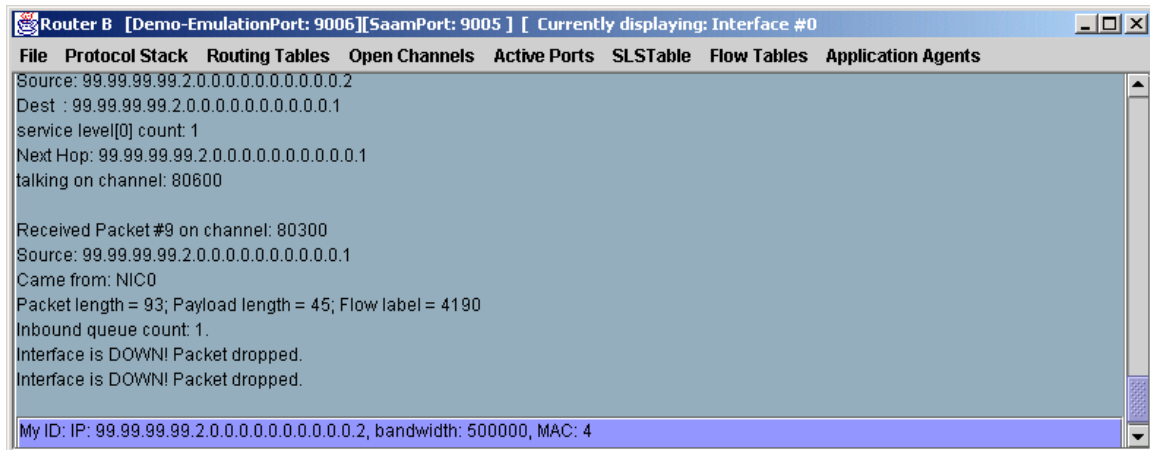 Router B [Demo-EmulationPort: 9006][SaamPort: 9005 ] [ Currently displaying: Interface #0
File Protocol Stack Routing Tables Open Channels Active Ports SLSTable Flow Tables Application Agents
Source: 99.99.99.99.2.0.0.0.0.0.0.0.0.0.0.2
Dest : 99.99.99.99.2.0.0.0.0.0.0.0.0.0.0.1
service level[0] count: 1
Next Hop: 99.99.99.99.2.0.0.0.0.0.0.0.0.0.0.1
talking on channel: 80600
Received Packet #9 on channel: 80300
Source: 99.99.99.99.2.0.0.0.0.0.0.0.0.0.0.1
Came from: NIC0
Packet length = 93; Payload length = 45; Flow label = 4190
Inbound queue count: 1.
Interface is DOWN! Packet dropped.
Interface is DOWN! Packet dropped.
My ID: IP: 99.99.99.99.2.0.0.0.0.0.0.0.0.0.0.2, bandwidth: 500000, MAC: 4